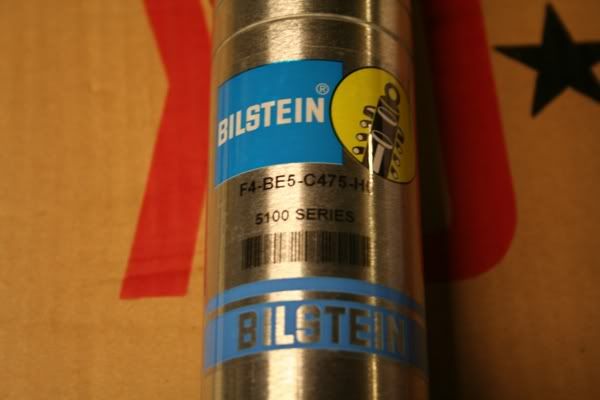 BILSTEIN®
F4-BE5-C475-H
5100 SERIES
BILSTEIN